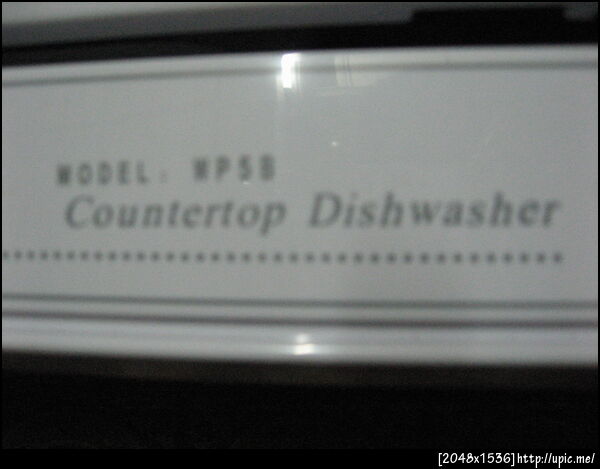 MODEL: WP5B
Countertop Dishwasher
[2048x1536]http://upic.me/